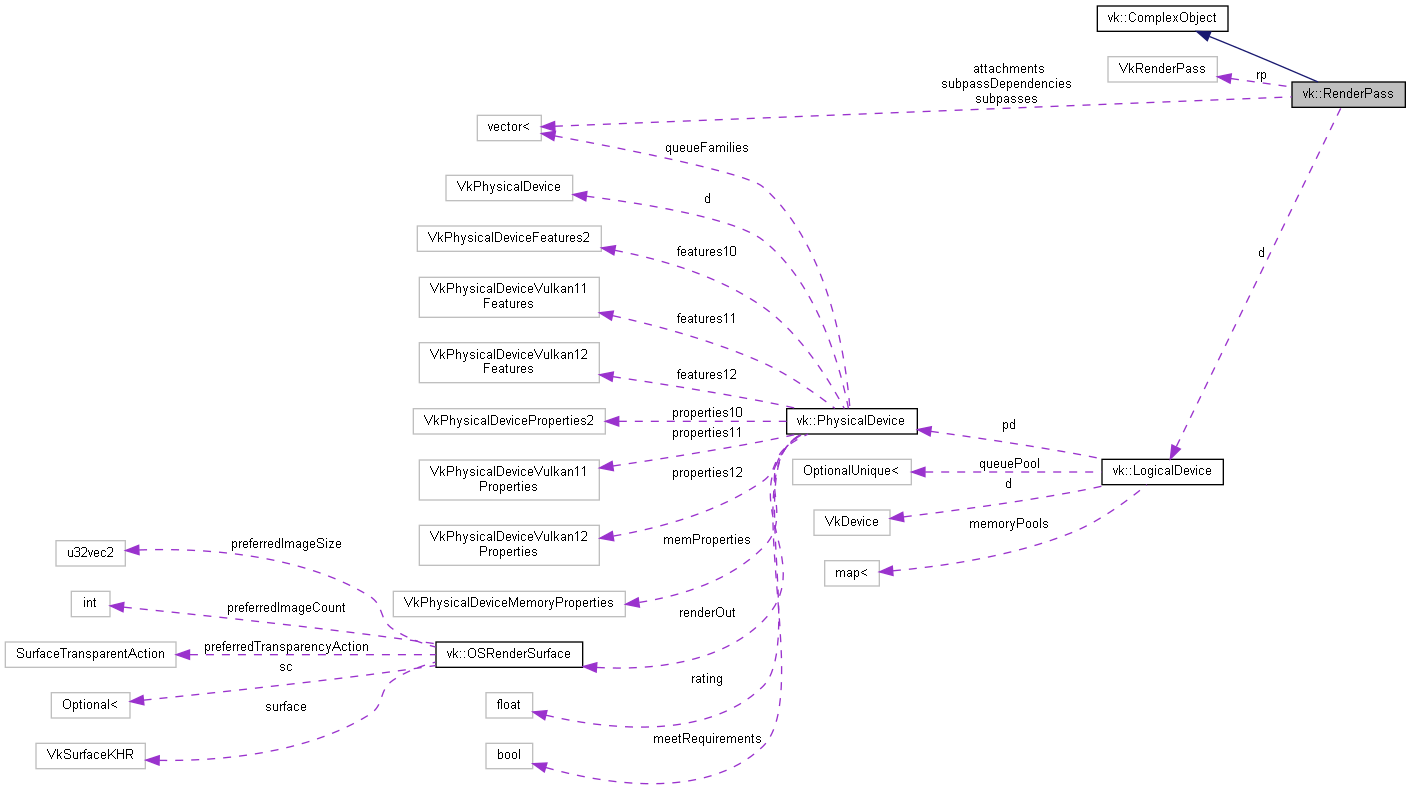 vk::ComplexObject
VkRenderPass
rp
vk::RenderPass
attachments
subpassDependencies
subpasses
vector<
queueFamilies
VkPhysicalDevice
d
VkPhysicalDeviceFeatures2
features10
d
VkPhysicalDeviceVulkan11
Features
features11
VkPhysicalDeviceVulkan12
Features
features12
VkPhysicalDeviceProperties2
properties10
vk::PhysicalDevice
pd
properties11
VkPhysicalDeviceVulkan11
Properties
properties12
OptionalUnique<
queuePool
vk::LogicalDevice
d
VkDevice
memoryPools
VkPhysicalDeviceVulkan12
Properties
memProperties
map<
u32vec2
preferredImageSize
VkPhysicalDeviceMemoryProperties
int
preferredImageCount
renderOut
SurfaceTransparentAction
preferredTransparencyAction
vk::OSRenderSurface
sc
rating
Optional<
surface
float
meetRequirements
VkSurfaceKHR
bool